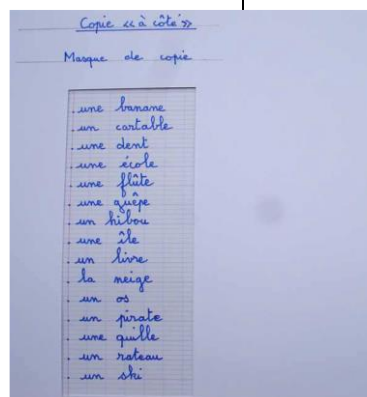 Copie << à côté >>
Masque de copie
. une banane
. un cartable
. une dent
. une école
. une flûte
. une guêpe
. un hibou
. une île
. un livre
. la neige
. un os
. un pirate
. une quille
. un rateau
. un ski